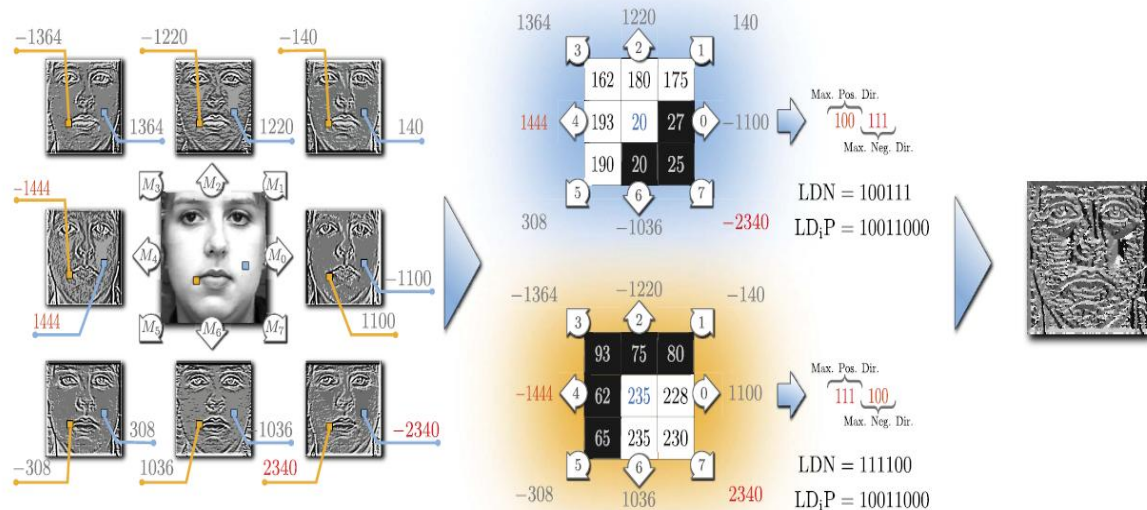 −1364
−1220
−140
1364
1220
140
−1444
M3
M2
M1
M4
M0
M5
M6
M7
1444
−1100
1100
308
−1036
−2340
−308
1036
2340
1364
1220
140
3
2
1
162 180 175
1444
4
193 20 27
0
−1100
190 20 25
5
6
7
308
−1036
−2340
Max. Pos. Dir.
100 111
Max. Neg. Dir.
LDN = 100111
LDiP = 10011000
−1364
−1220
−140
3
2
1
93 75 80
−1444
4
62 235 228
0
1100
65 235 230
5
6
7
−308
1036
2340
Max. Pos. Dir.
111 100
Max. Neg. Dir.
LDN = 111100
LDiP = 10011000